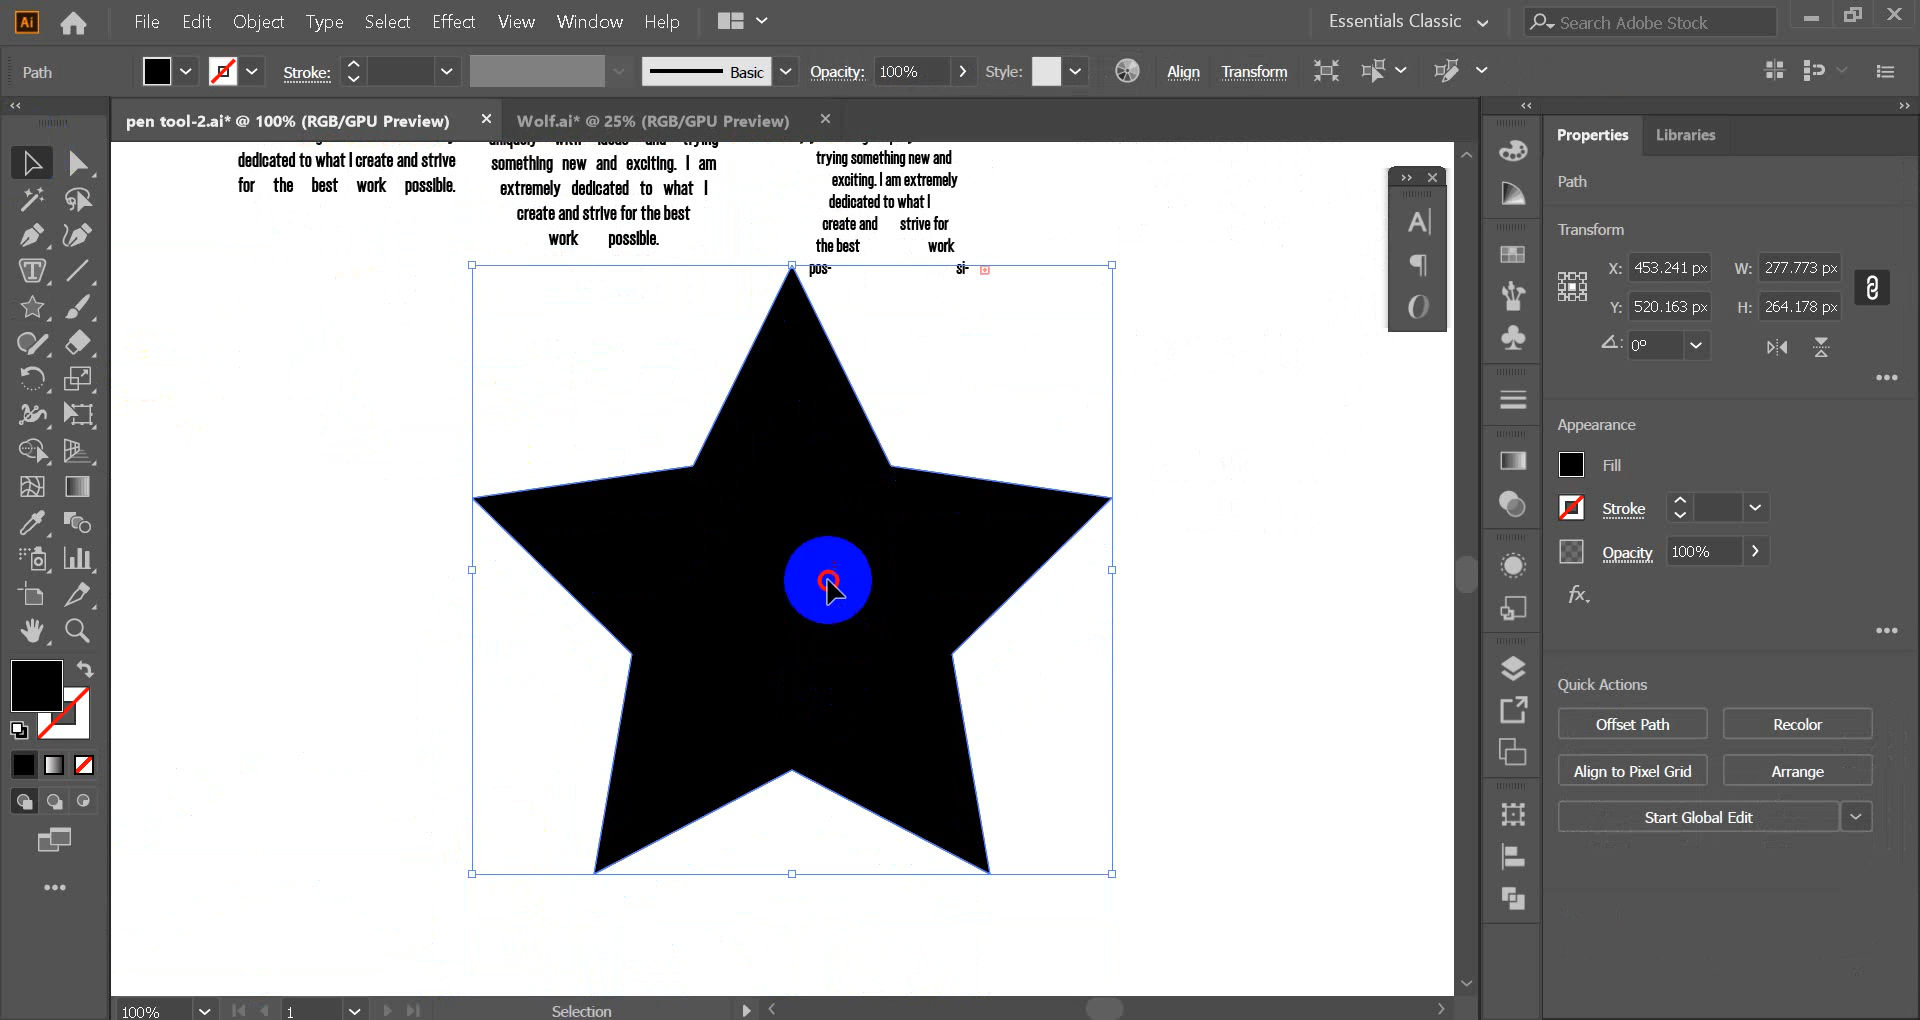 Ai File Edit Object Type Select Effect View Window Help Essentials Classic Search Adobe Stock
Path Stroke: Basic Opacity: 100% Style: Align Transform
pen tool-2.ai* @ 100% (RGB/GPU Preview) Wolf.ai* @ 25% (RGB/GPU Preview)
Properties Libraries
dedicated to what I create and strive
for the best work possible.
uniquely with ideas and trying
something new and exciting. I am
extremely dedicated to what I
create and strive for the best
work possible.
trying something new and
exciting. I am extremely
dedicated to what I
create and strive for
the best work
pos- si-
Path
Transform
X: 453.241 px W: 277.773 px
Y: 520.163 px H: 264.178 px
0°
Appearance
Fill
Stroke
Opacity 100%
fx.
Quick Actions
Offset Path Recolor
Align to Pixel Grid Arrange
Start Global Edit
100% 1 Selection